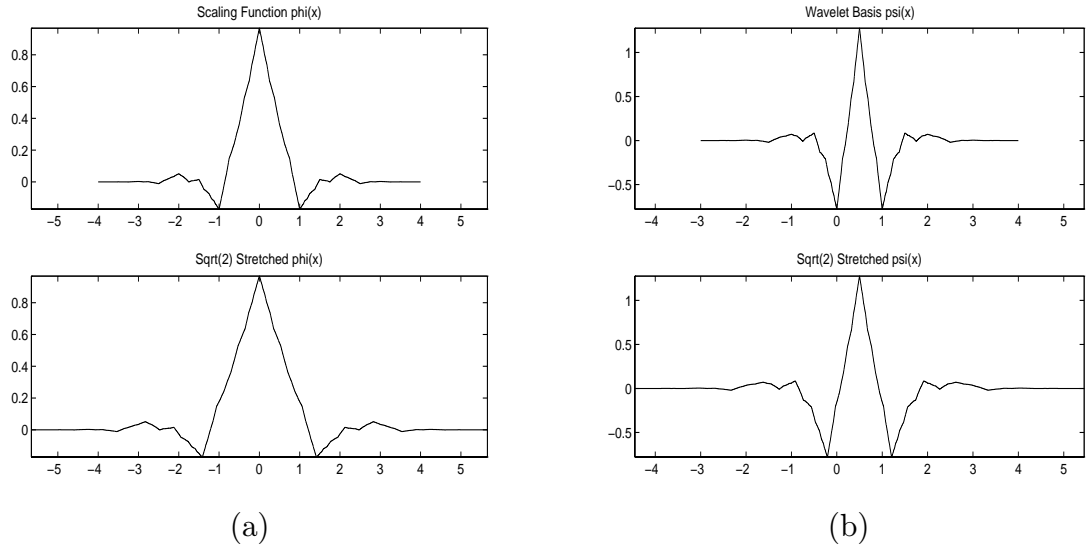 Scaling Function phi(x)
0.8
0.6
0.4
0.2
0
−5 −4 −3 −2 −1 0 1 2 3 4 5
Sqrt(2) Stretched phi(x)
0.8
0.6
0.4
0.2
0
−5 −4 −3 −2 −1 0 1 2 3 4 5
(a)
Wavelet Basis psi(x)
1
0.5
0
−0.5
−4 −3 −2 −1 0 1 2 3 4 5
Sqrt(2) Stretched psi(x)
1
0.5
0
−0.5
−4 −3 −2 −1 0 1 2 3 4 5
(b)